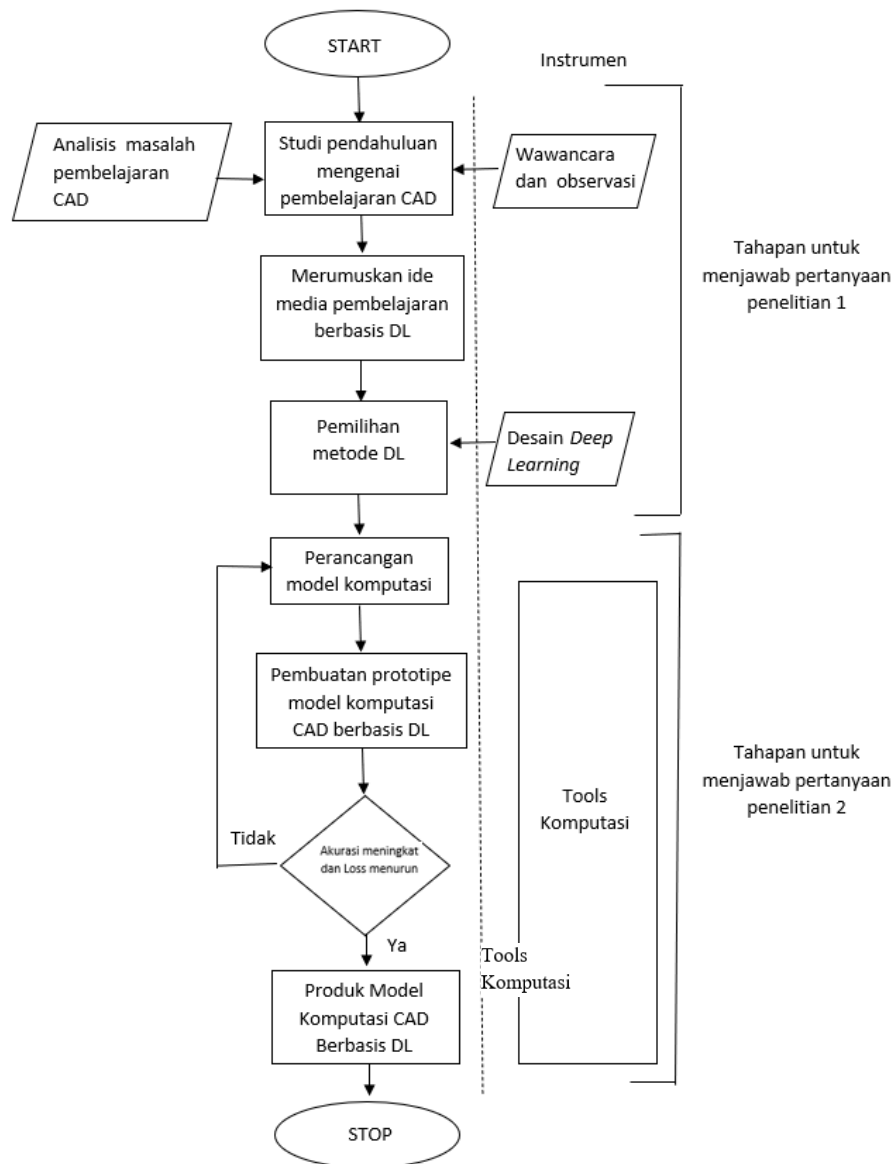 START
Instrumen
Analisis masalah
pembelajaran
CAD
Studi pendahuluan
mengenai
pembelajaran CAD
Wawancara
dan observasi
Merumuskan ide
media pembelajaran
berbasis DL
Tahapan untuk
menjawab pertanyaan
penelitian 1
Pemilihan
metode DL
Desain Deep
Learning
Perancangan
model komputasi
Pembuatan prototipe
model komputasi
CAD berbasis DL
Tools
Komputasi
Tahapan untuk
menjawab pertanyaan
penelitian 2
Tidak
Akurasi meningkat
dan Loss menurun
Ya
Tools
Komputasi
Produk Model
Komputasi CAD
Berbasis DL
STOP